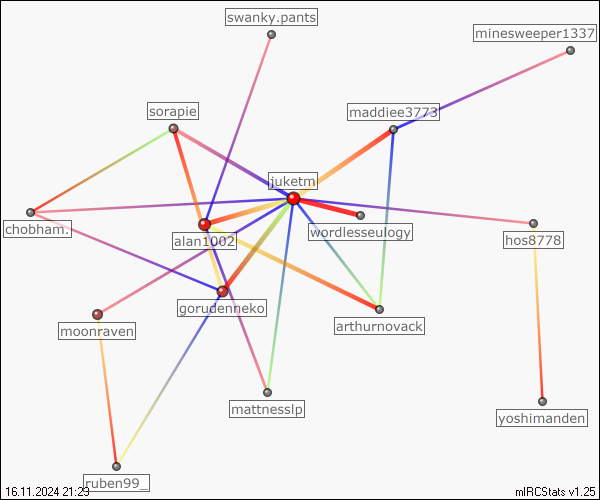 swanky.pants
minesweeper1337
sorapie
maddiee3773
juketm
chobham.
wordlesseulogy
alan1002
hos8778
gorudenneko
arthurnovack
moonraven
mattnesslp
yoshimanden
ruben99_
16.11.2024 21:29
mIRCStats v1.25